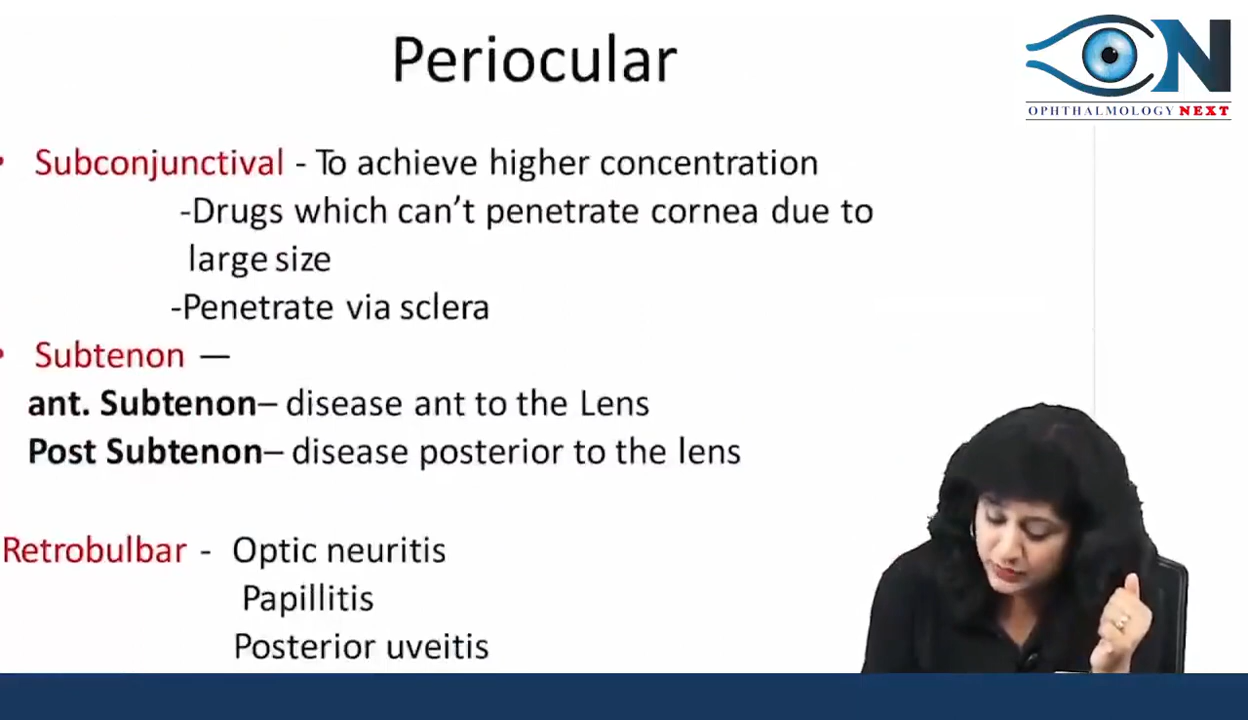 Periocular
OPHTHALMOLOGY NEXT
• Subconjunctival - To achieve higher concentration
-Drugs which can't penetrate cornea due to
large size
-Penetrate via sclera
• Subtenon —
ant. Subtenon– disease ant to the Lens
Post Subtenon– disease posterior to the lens
Retrobulbar - Optic neuritis
Papillitis
Posterior uveitis